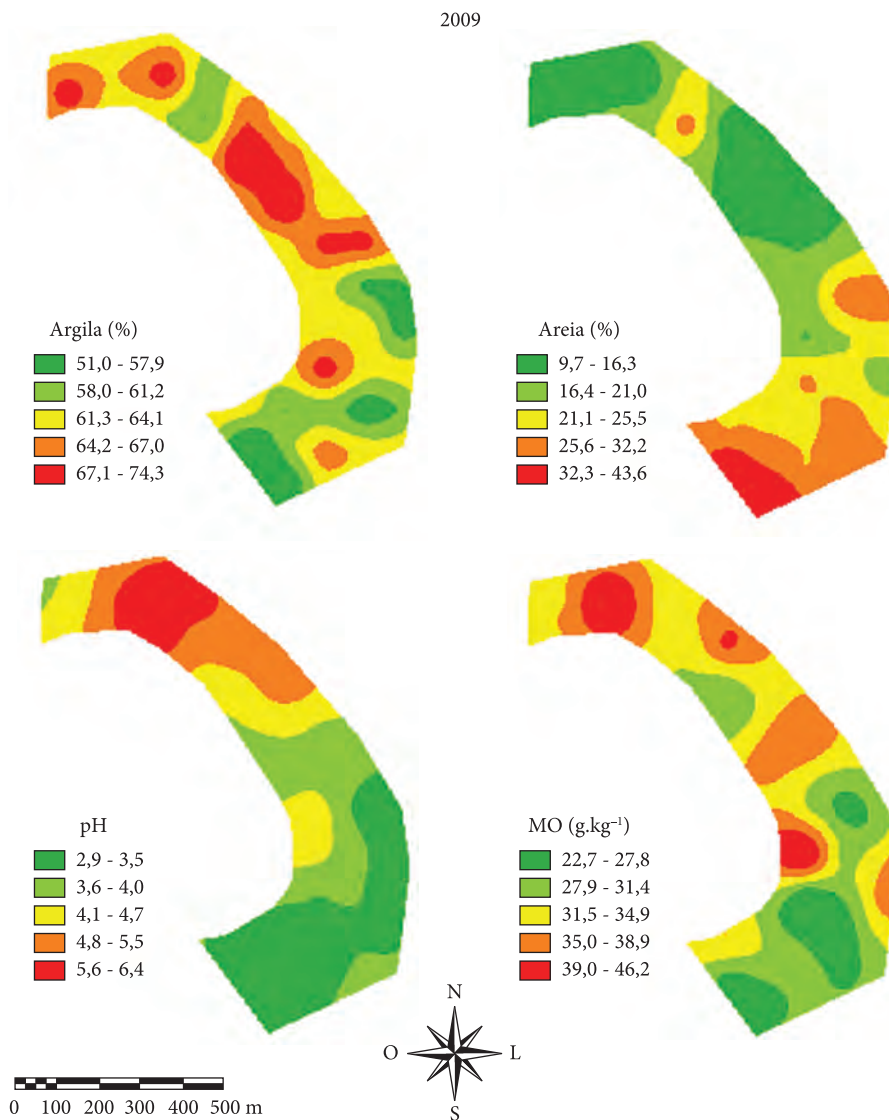 2009
Argila (%)
51,0 - 57,9
58,0 - 61,2
61,3 - 64,1
64,2 - 67,0
67,1 - 74,3
Areia (%)
9,7 - 16,3
16,4 - 21,0
21,1 - 25,5
25,6 - 32,2
32,3 - 43,6
pH
2,9 - 3,5
3,6 - 4,0
4,1 - 4,7
4,8 - 5,5
5,6 - 6,4
MO (g.kg⁻¹)
22,7 - 27,8
27,9 - 31,4
31,5 - 34,9
35,0 - 38,9
39,0 - 46,2
N
O L
S
0 100 200 300 400 500 m